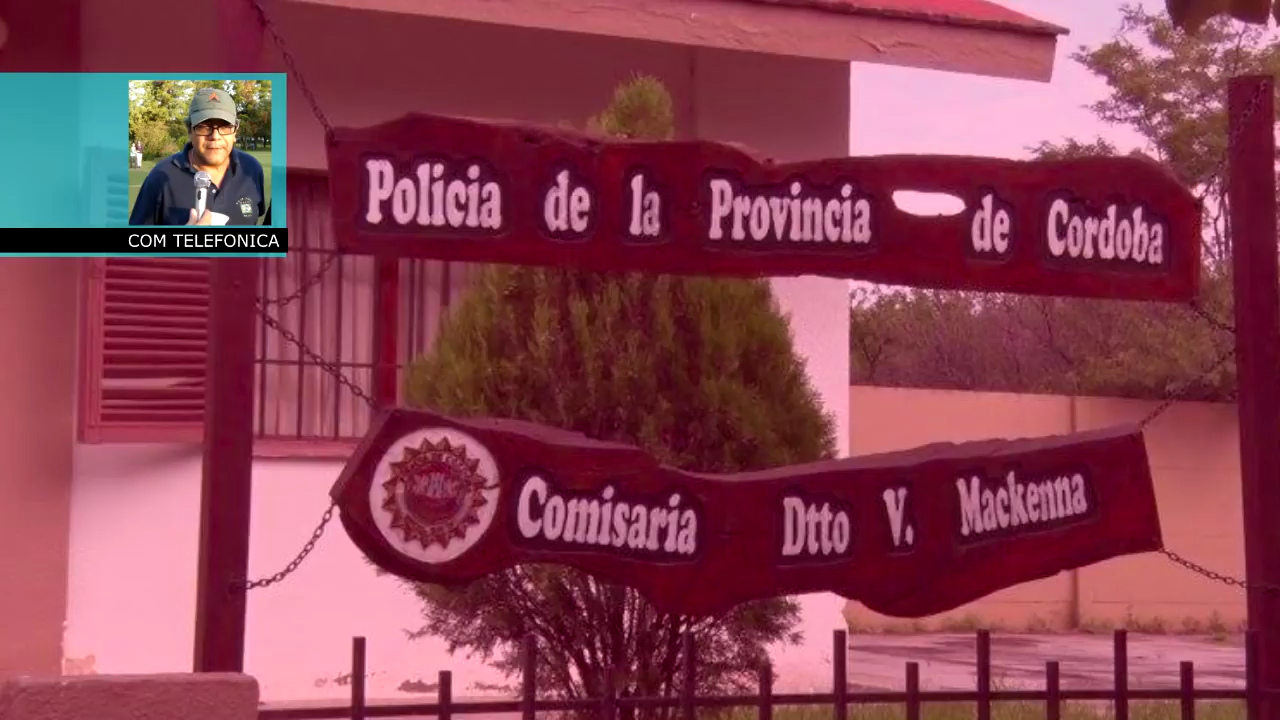 COM TELEFONICA
Policia de la Provincia de Cordoba
Comisaria Dtto V. Mackenna